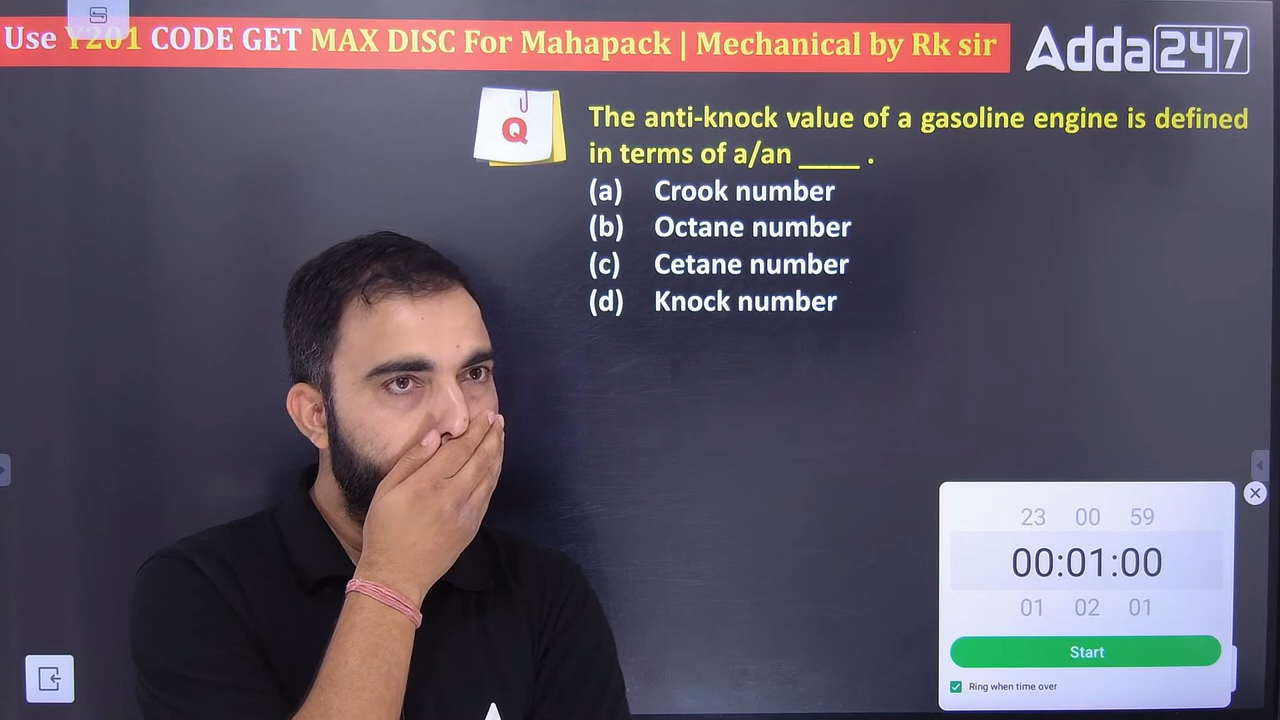 Use Y201 CODE GET MAX DISC For Mahapack | Mechanical by Rk sir
Adda247
Q
The anti-knock value of a gasoline engine is defined
in terms of a/an ____ .
(a) Crook number
(b) Octane number
(c) Cetane number
(d) Knock number
23 00 59
00:01:00
01 02 01
Start
Ring when time over